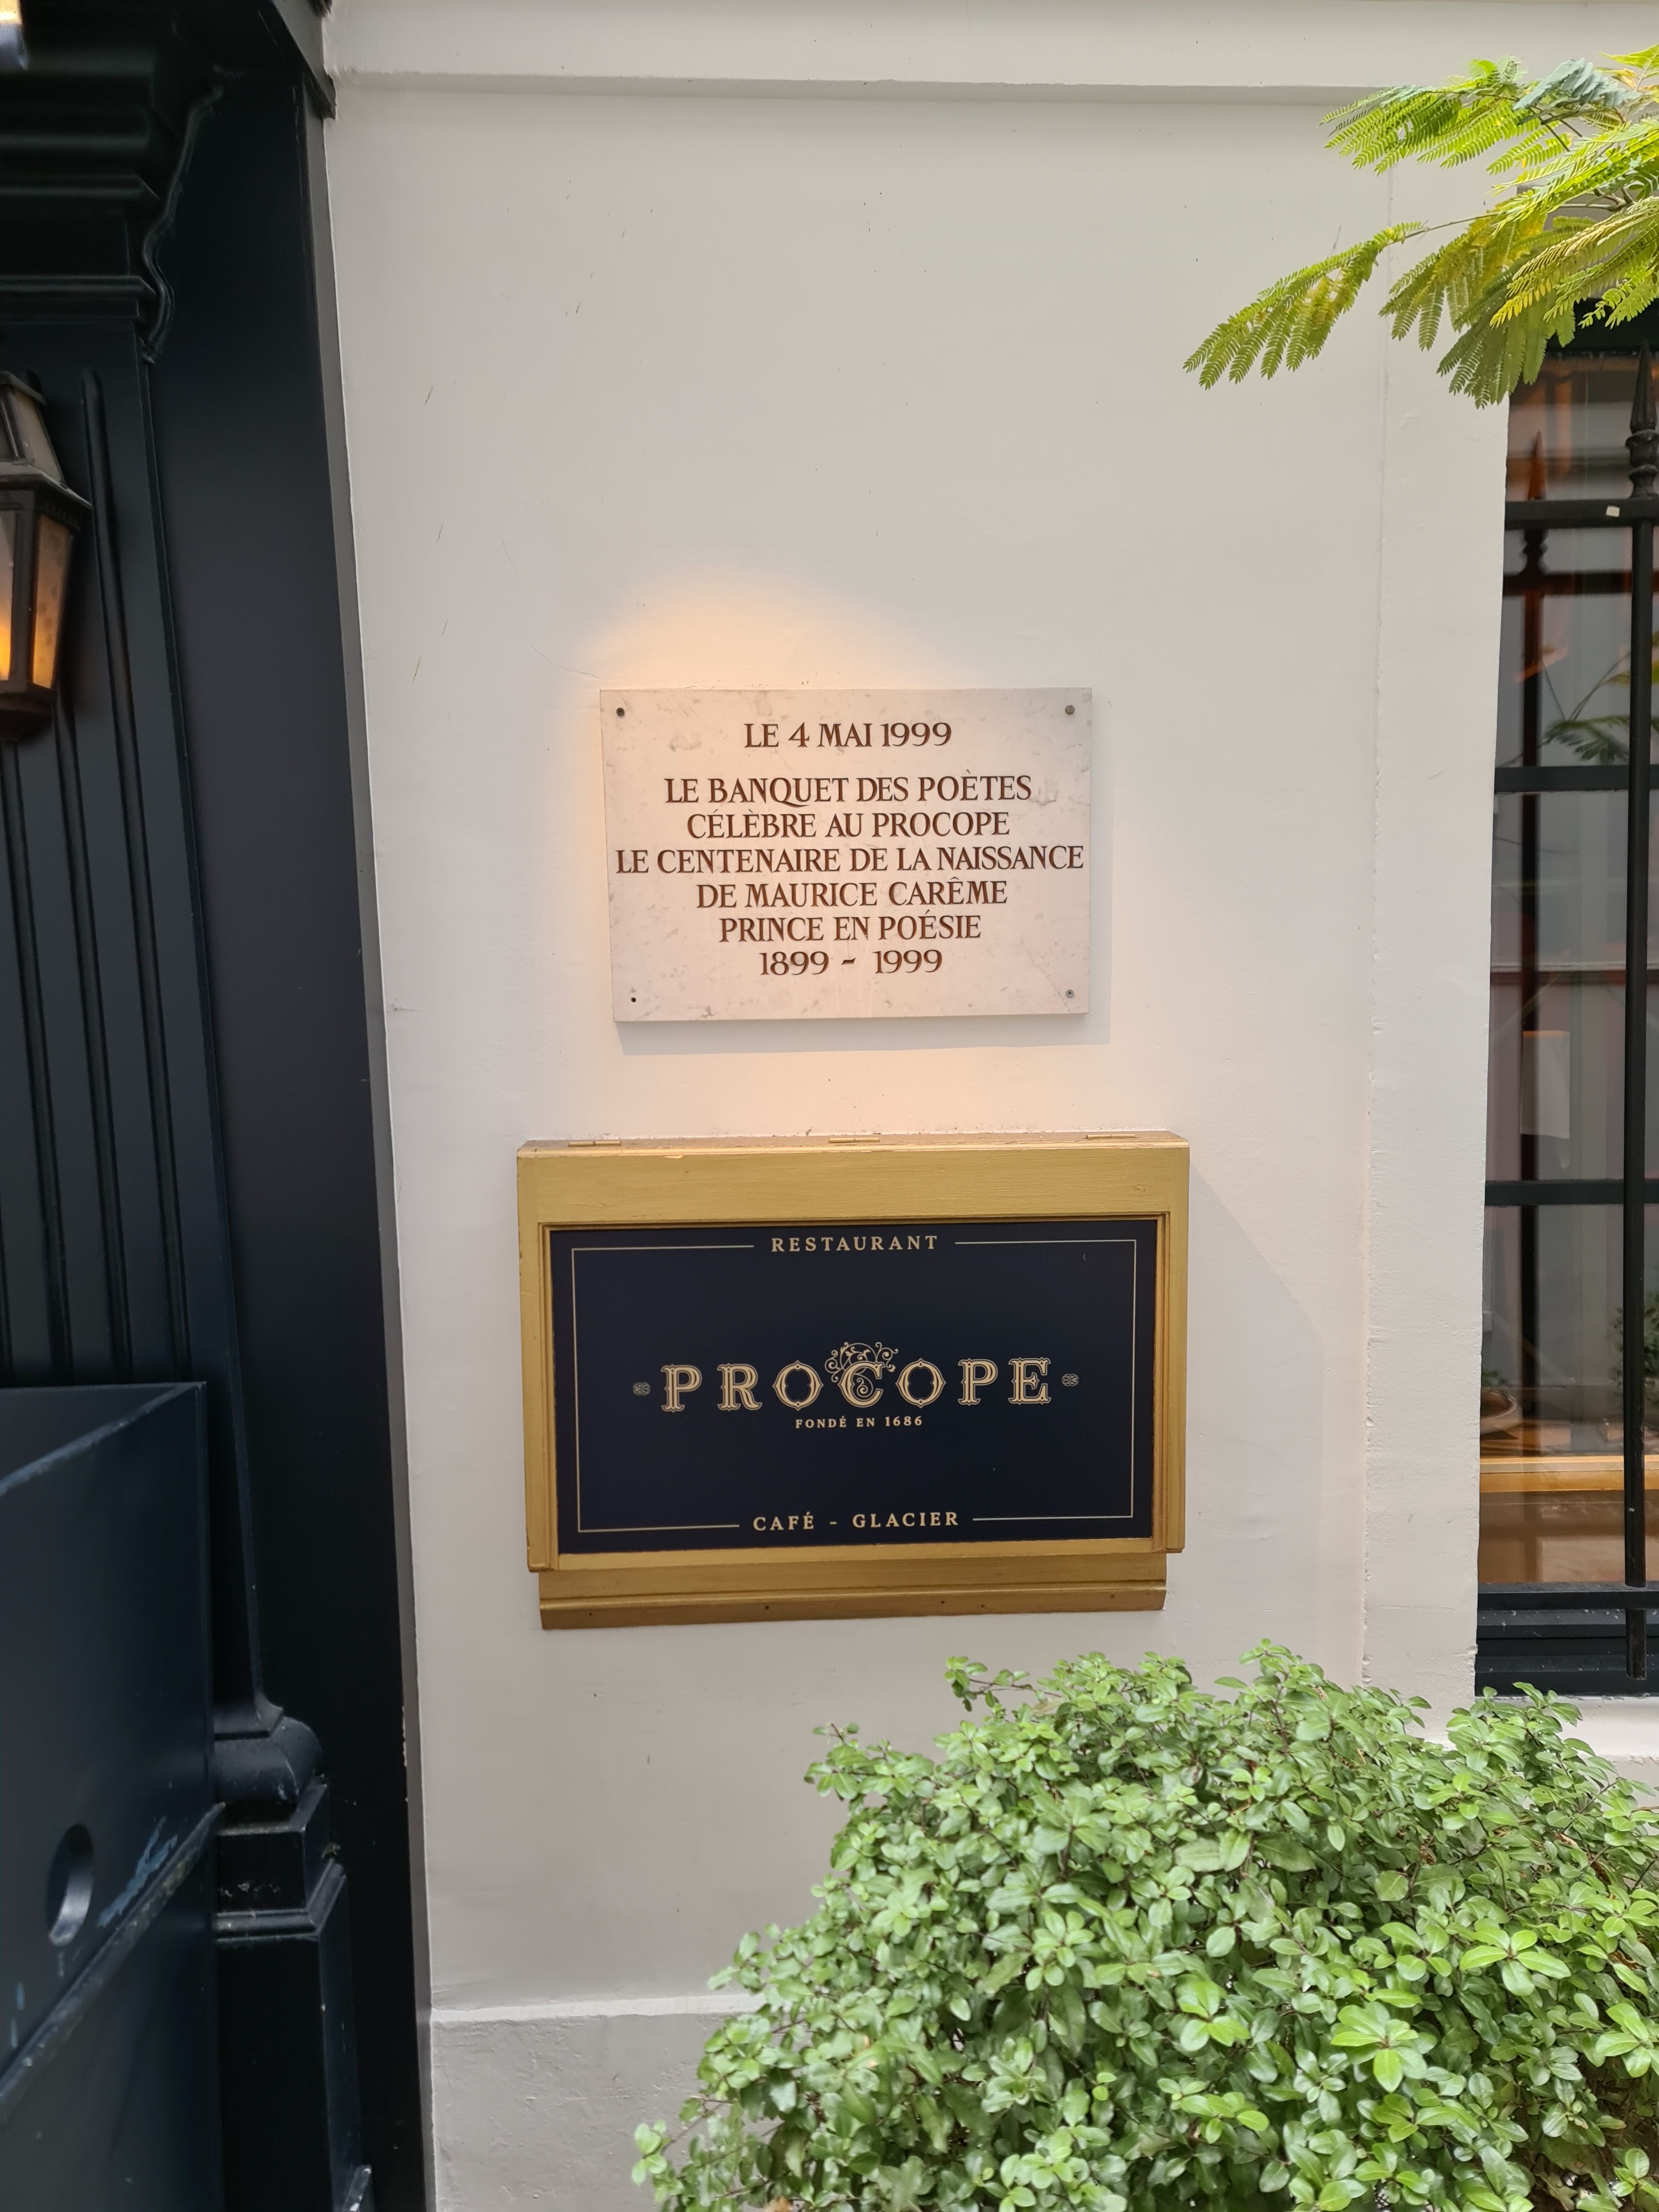 LE 4 MAI 1999
LE BANQUET DES POÈTES
CÉLÈBRE AU PROCOPE
LE CENTENAIRE DE LA NAISSANCE
DE MAURICE CARÊME
PRINCE EN POÉSIE
1899 - 1999
RESTAURANT
PROCOPE
FONDÉ EN 1686
CAFÉ - GLACIER